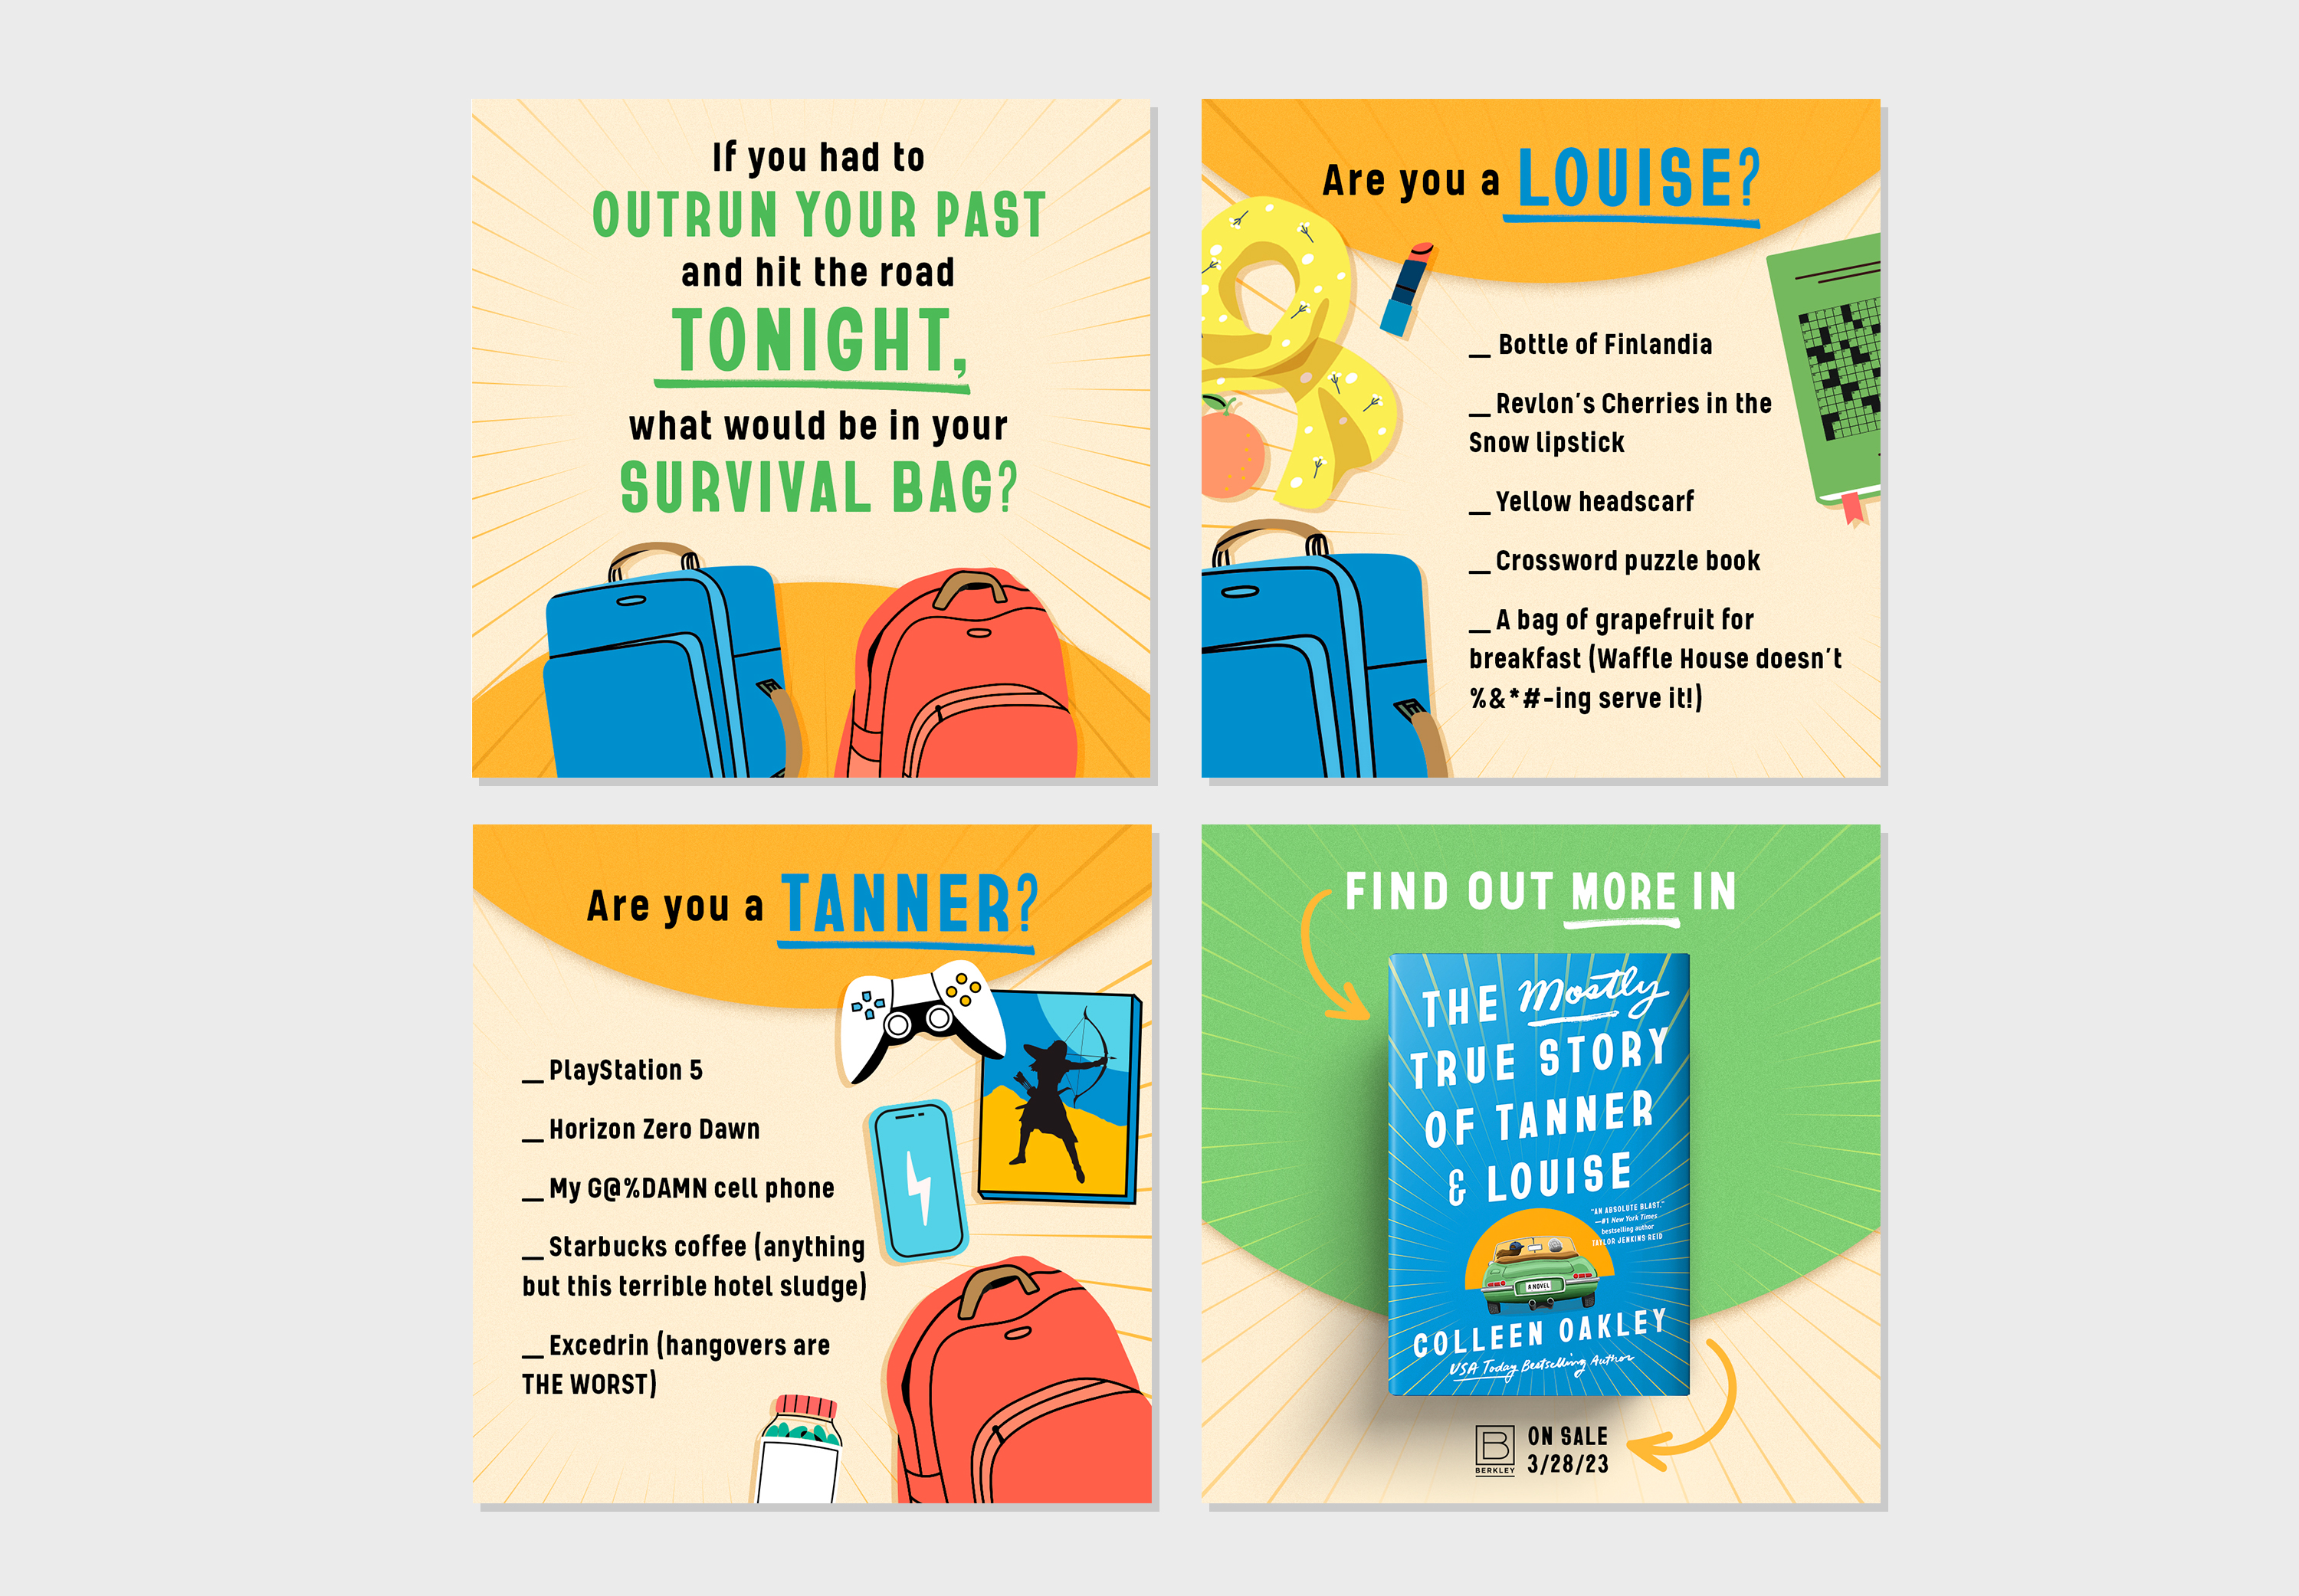 If you had to
OUTRUN YOUR PAST
and hit the road
TONIGHT,
what would be in your
SURVIVAL BAG?
Are you a LOUISE?
__ Bottle of Finlandia
__ Revlon's Cherries in the
Snow lipstick
__ Yellow headscarf
__ Crossword puzzle book
__ A bag of grapefruit for
breakfast (Waffle House doesn't
%&*#-ing serve it!)
Are you a TANNER?
__ PlayStation 5
__ Horizon Zero Dawn
__ My G@%DAMN cell phone
__ Starbucks coffee (anything
but this terrible hotel sludge)
__ Excedrin (hangovers are
THE WORST)
FIND OUT MORE IN
THE Mostly
TRUE STORY
OF TANNER
& LOUISE
"AN ABSOLUTE BLAST."
—#1 New York Times
bestselling author
TAYLOR JENKINS REID
A NOVEL
COLLEEN OAKLEY
USA Today Bestselling Author
B
BERKLEY
ON SALE
3/28/23